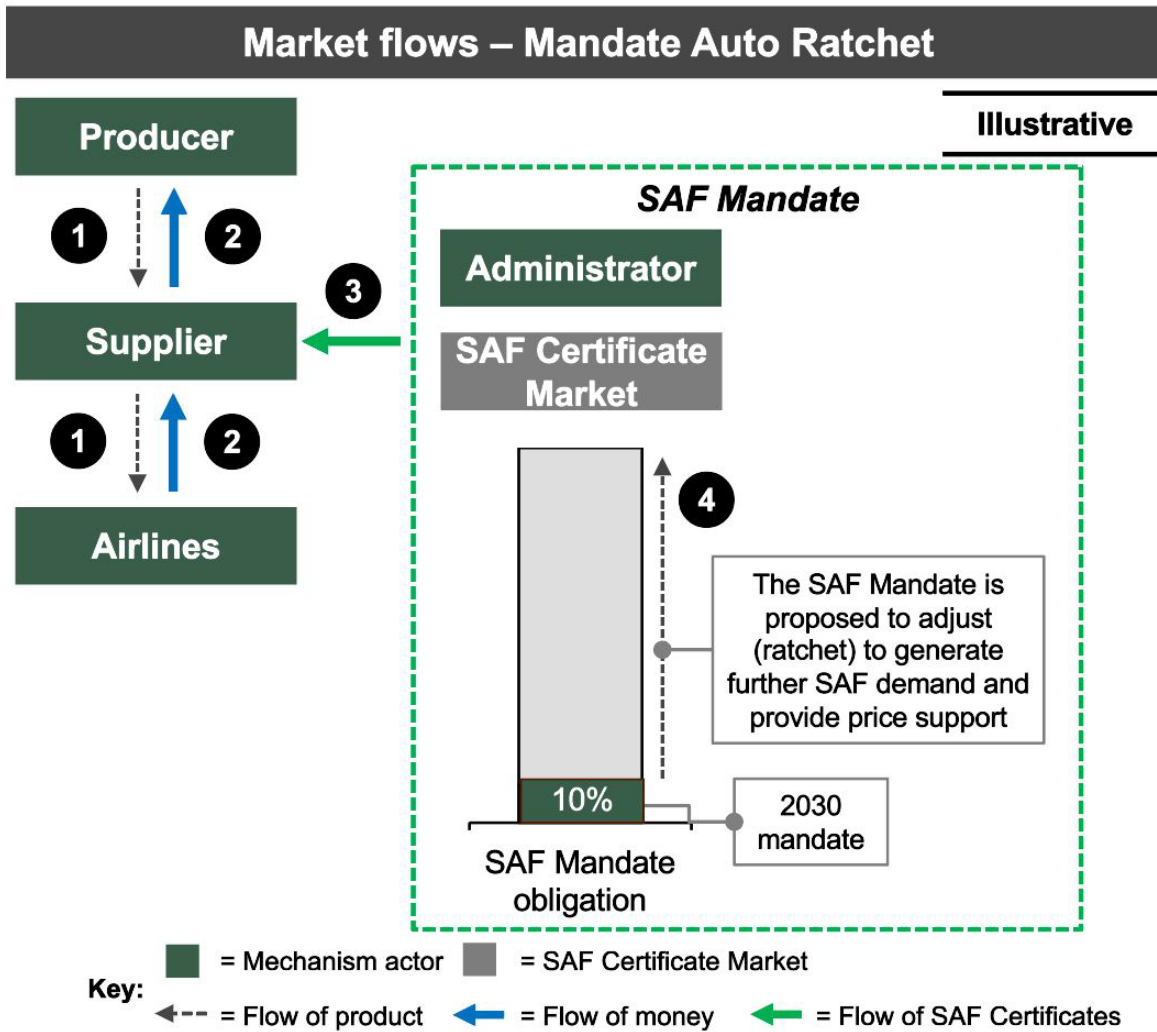 Market flows – Mandate Auto Ratchet
Illustrative
Producer
1
2
Supplier
1
2
Airlines
3
SAF Mandate
Administrator
SAF Certificate
Market
4
The SAF Mandate is
proposed to adjust
(ratchet) to generate
further SAF demand and
provide price support
10%
2030
mandate
SAF Mandate
obligation
Key:
= Mechanism actor
= SAF Certificate Market
= Flow of product
= Flow of money
= Flow of SAF Certificates